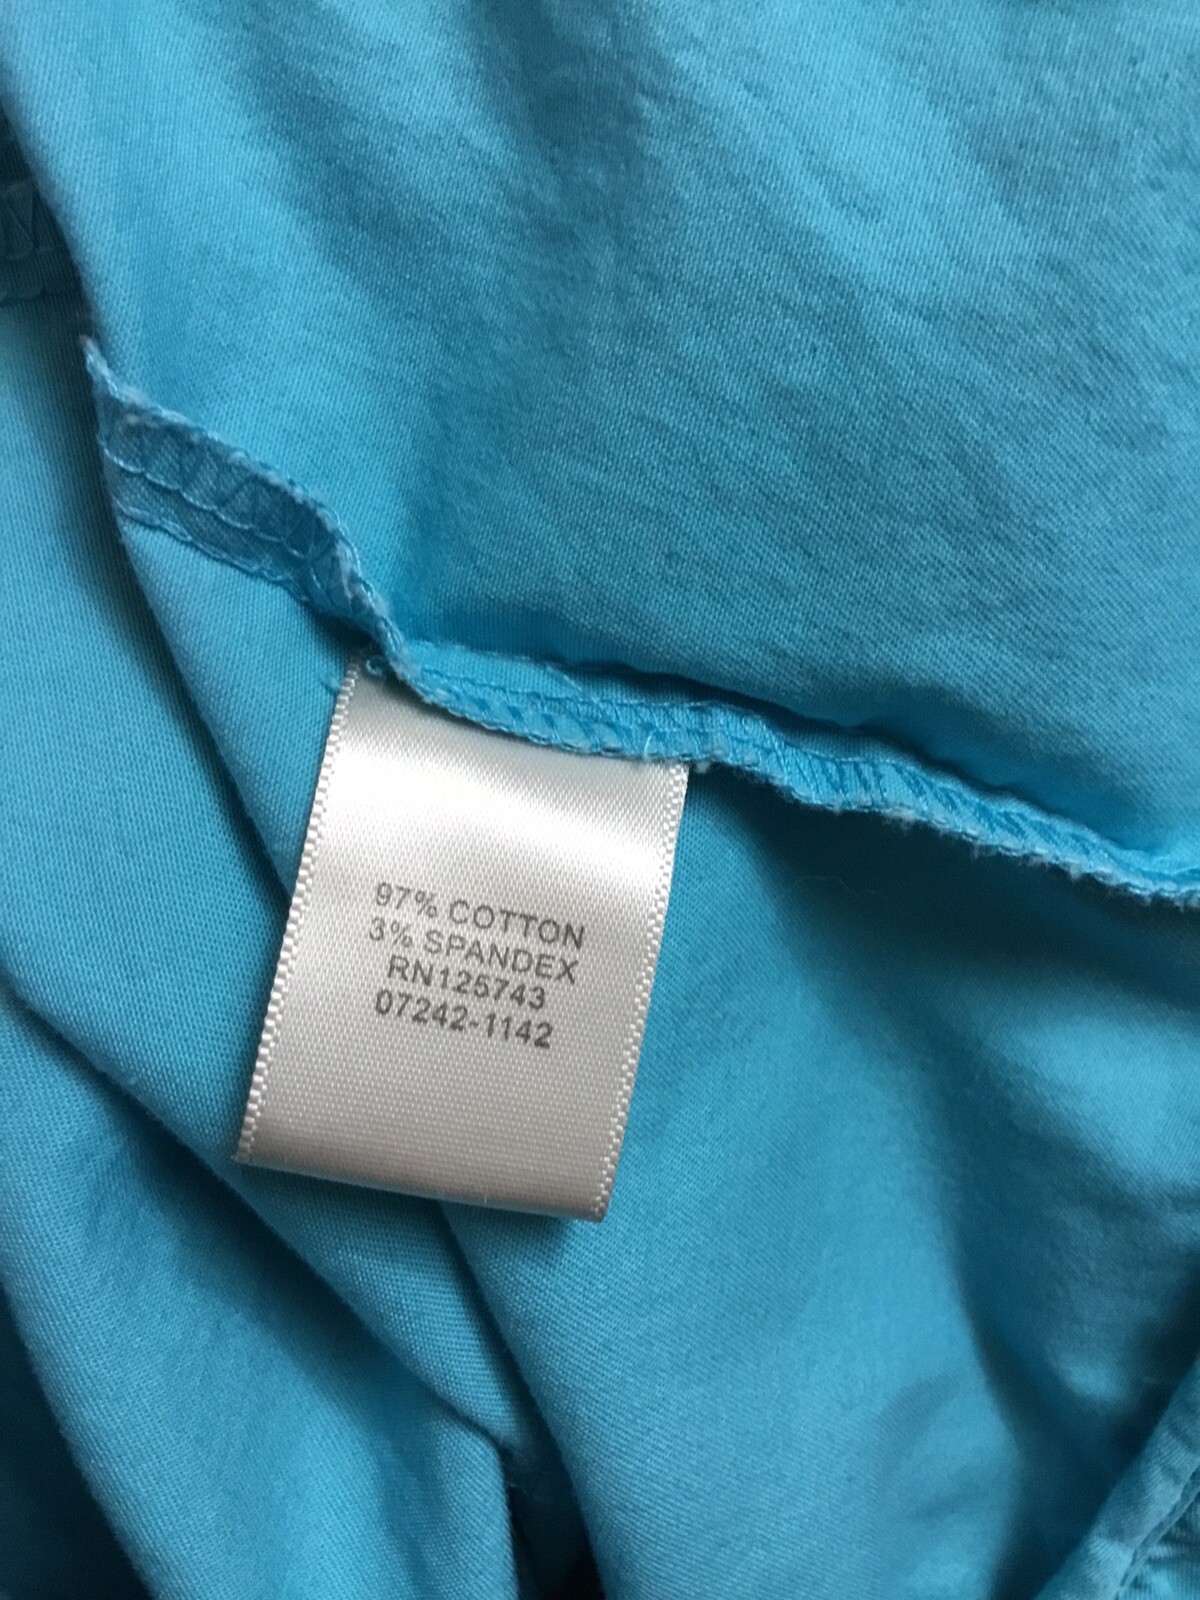 97% COTTON
3% SPANDEX
RN125743
07242-1142